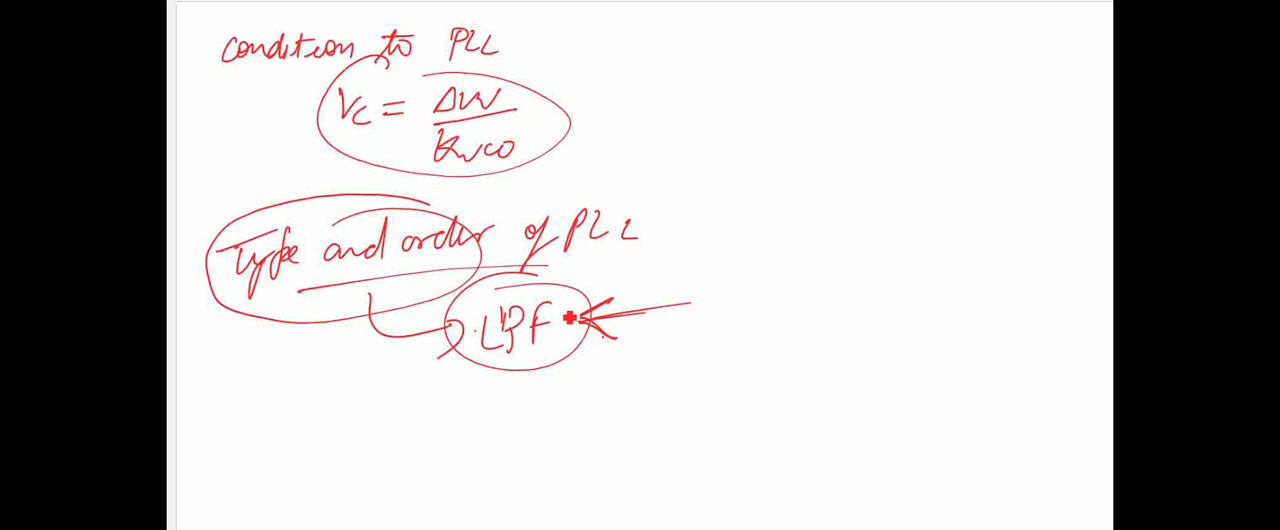 condition to PLL
Vc = ΔW / Kvco
Type and order of PLL
LPF